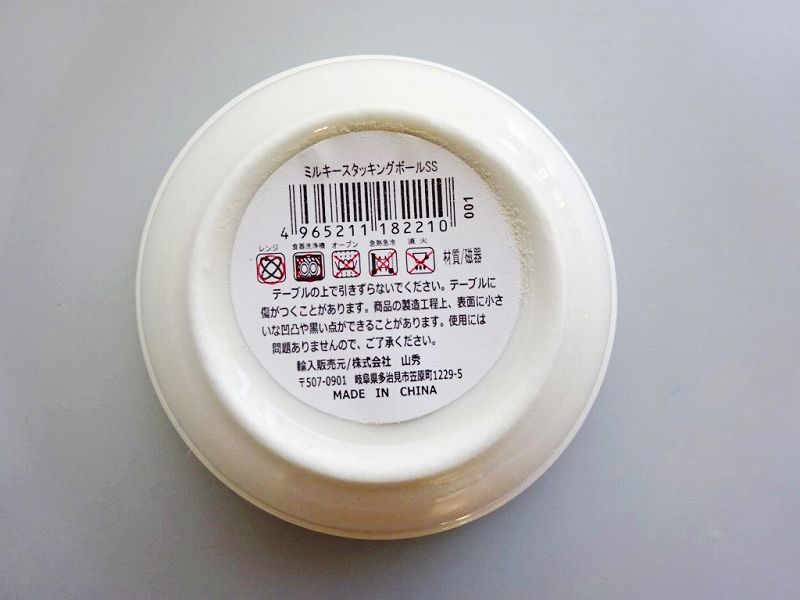 ミルキースタッキングボールSS
4 965211 182210
001
レンジ 食器洗浄機 オーブン 急熱急冷 直火
材質/磁器
テーブルの上で引きずらないでください。テーブルに
傷がつくことがあります。商品の製造工程上、表面に小さ
いな凹凸や黒い点ができることがあります。使用には
問題ありませんので、ご了承ください。
輸入販売元/株式会社 山秀
〒507-0901 岐阜県多治見市笠原町1229-5
MADE IN CHINA